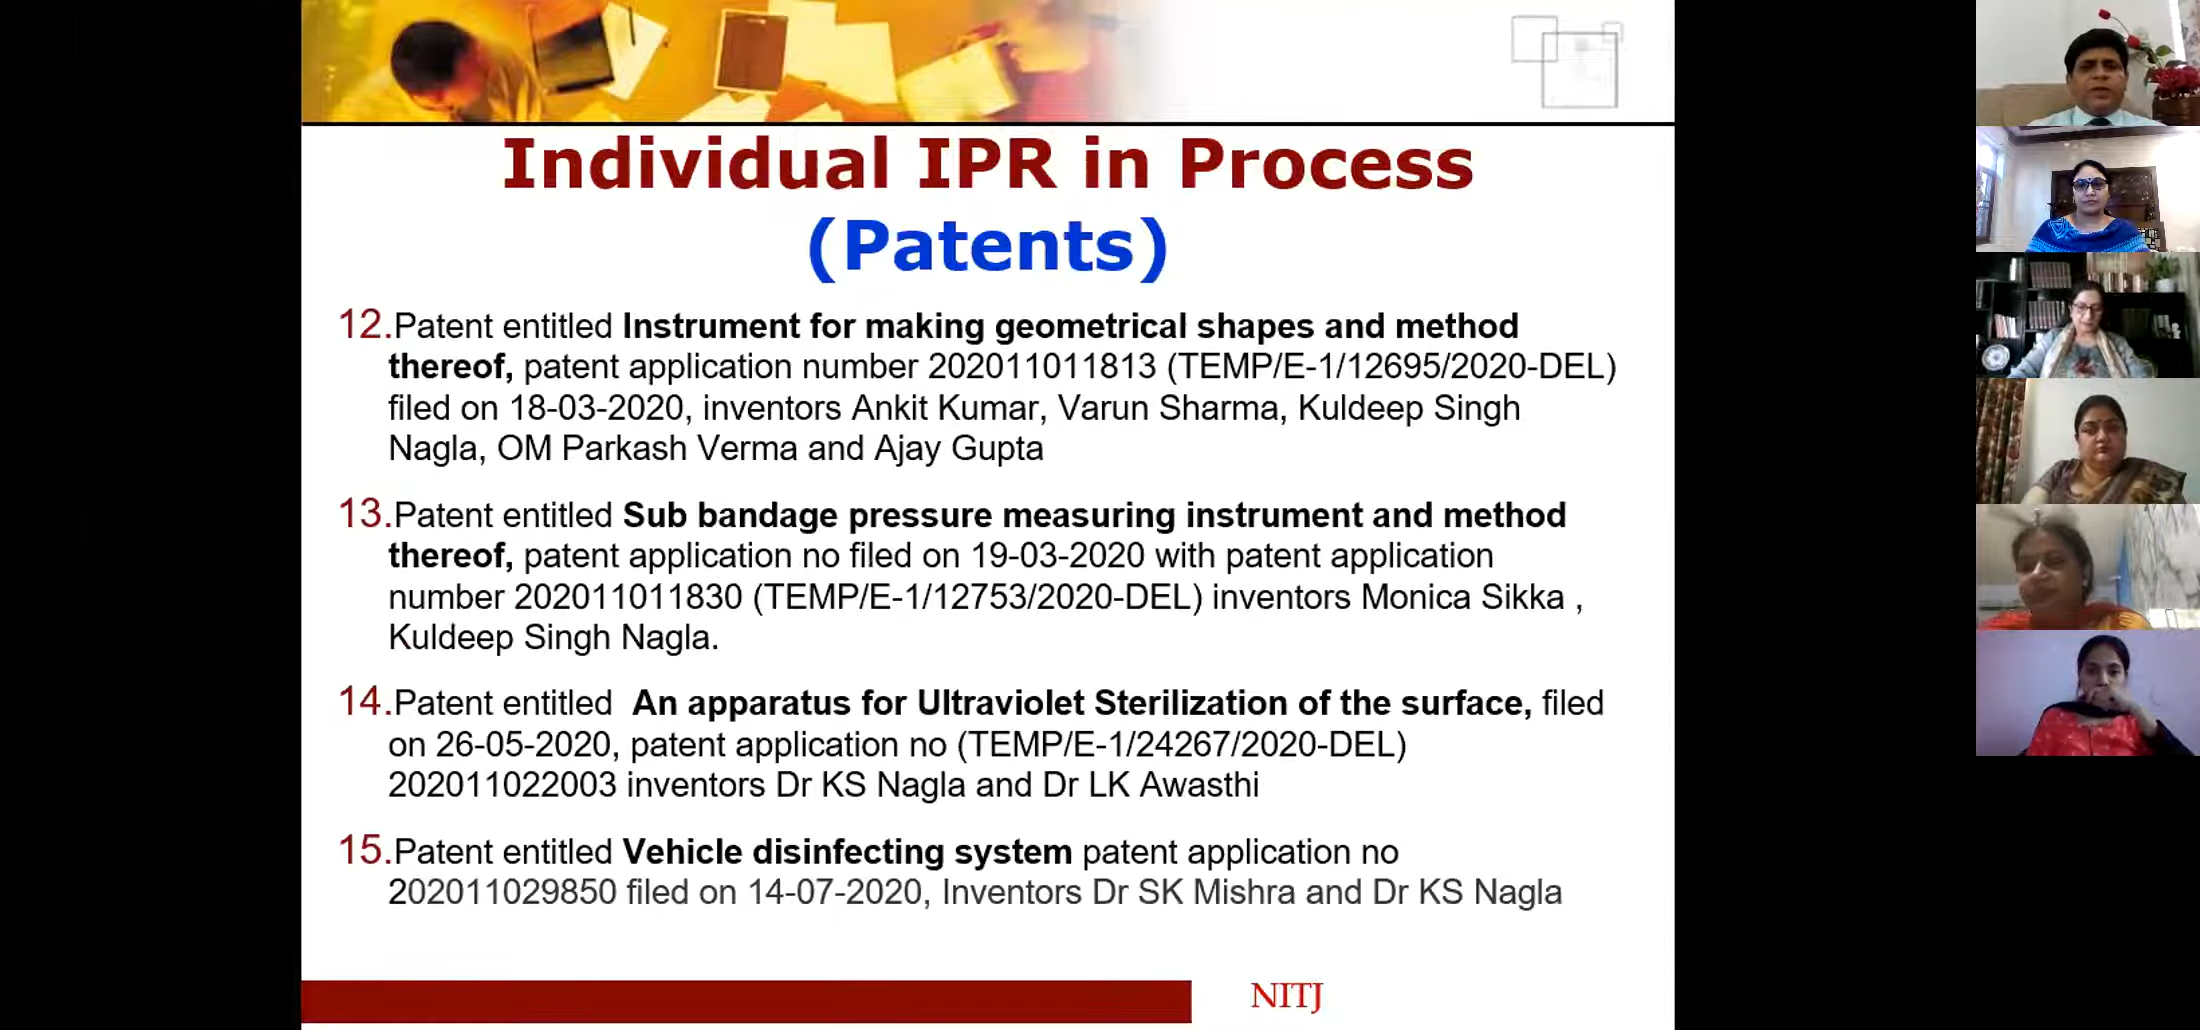 Individual IPR in Process
(Patents)
12.Patent entitled Instrument for making geometrical shapes and method
thereof, patent application number 202011011813 (TEMP/E-1/12695/2020-DEL)
filed on 18-03-2020, inventors Ankit Kumar, Varun Sharma, Kuldeep Singh
Nagla, OM Parkash Verma and Ajay Gupta
13.Patent entitled Sub bandage pressure measuring instrument and method
thereof, patent application no filed on 19-03-2020 with patent application
number 202011011830 (TEMP/E-1/12753/2020-DEL) inventors Monica Sikka ,
Kuldeep Singh Nagla.
14.Patent entitled An apparatus for Ultraviolet Sterilization of the surface, filed
on 26-05-2020, patent application no (TEMP/E-1/24267/2020-DEL)
202011022003 inventors Dr KS Nagla and Dr LK Awasthi
15.Patent entitled Vehicle disinfecting system patent application no
202011029850 filed on 14-07-2020, Inventors Dr SK Mishra and Dr KS Nagla
NITJ